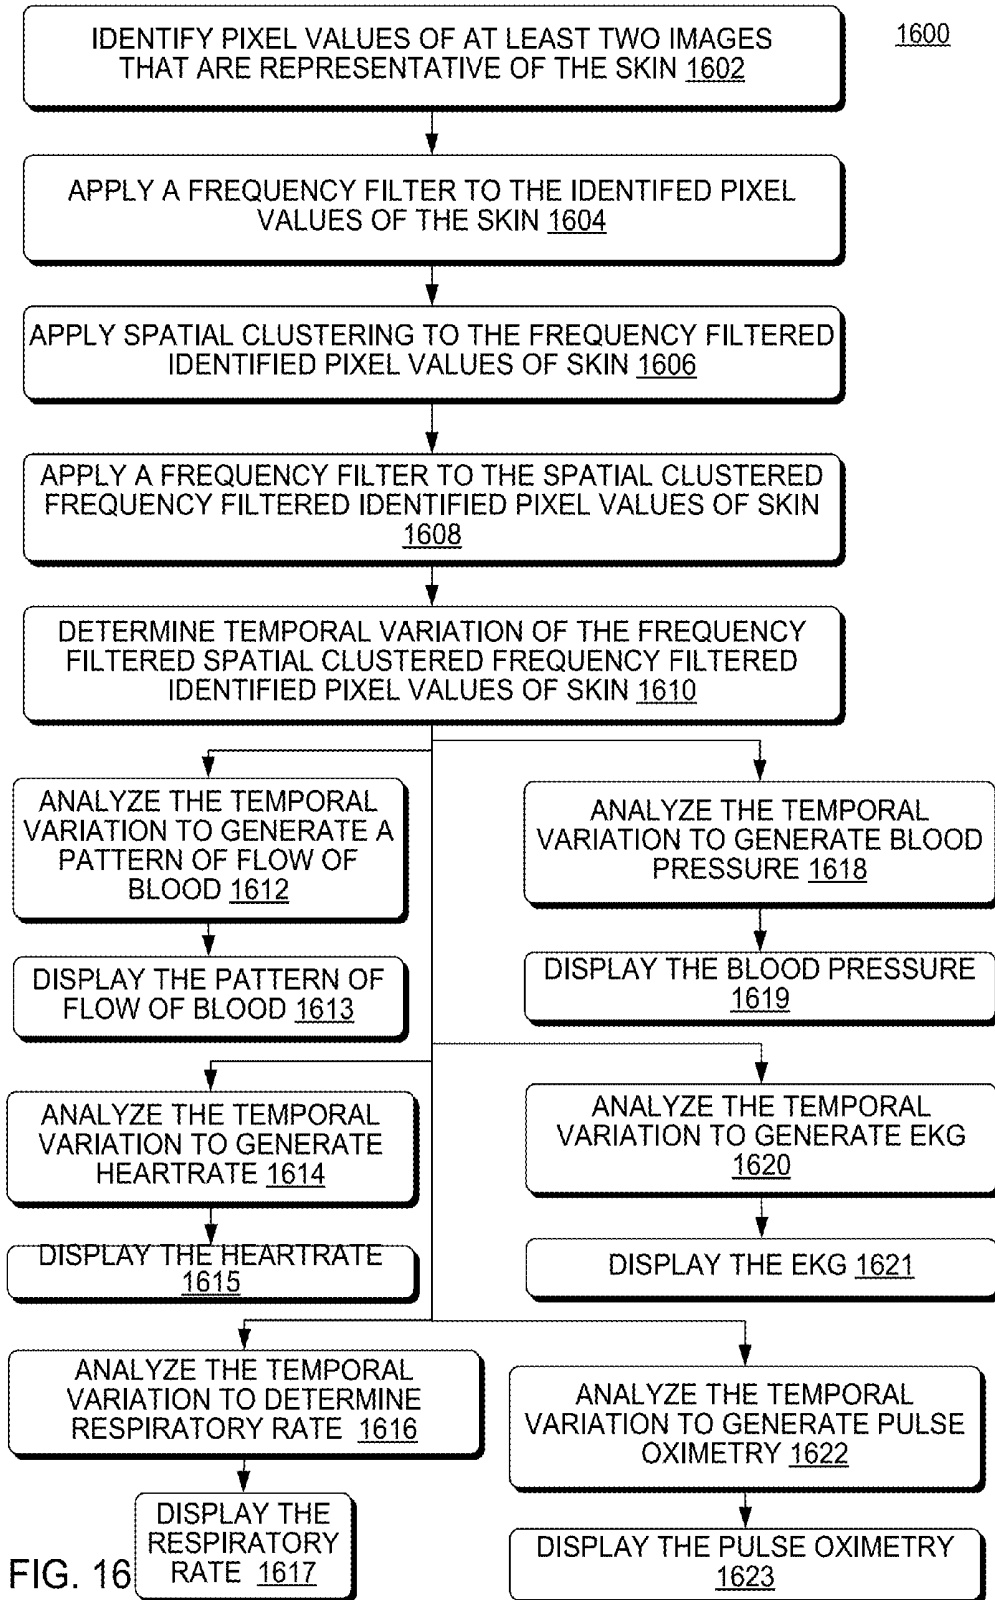 1600
IDENTIFY PIXEL VALUES OF AT LEAST TWO IMAGES
THAT ARE REPRESENTATIVE OF THE SKIN 1602
APPLY A FREQUENCY FILTER TO THE IDENTIFED PIXEL
VALUES OF THE SKIN 1604
APPLY SPATIAL CLUSTERING TO THE FREQUENCY FILTERED
IDENTIFIED PIXEL VALUES OF SKIN 1606
APPLY A FREQUENCY FILTER TO THE SPATIAL CLUSTERED
FREQUENCY FILTERED IDENTIFIED PIXEL VALUES OF SKIN
1608
DETERMINE TEMPORAL VARIATION OF THE FREQUENCY
FILTERED SPATIAL CLUSTERED FREQUENCY FILTERED
IDENTIFIED PIXEL VALUES OF SKIN 1610
ANALYZE THE TEMPORAL
VARIATION TO GENERATE A
PATTERN OF FLOW OF
BLOOD 1612
DISPLAY THE PATTERN OF
FLOW OF BLOOD 1613
ANALYZE THE TEMPORAL
VARIATION TO GENERATE BLOOD
PRESSURE 1618
DISPLAY THE BLOOD PRESSURE
1619
ANALYZE THE TEMPORAL
VARIATION TO GENERATE
HEARTRATE 1614
DISPLAY THE HEARTRATE
1615
ANALYZE THE TEMPORAL
VARIATION TO GENERATE EKG
1620
DISPLAY THE EKG 1621
ANALYZE THE TEMPORAL
VARIATION TO DETERMINE
RESPIRATORY RATE 1616
DISPLAY THE
RESPIRATORY
RATE 1617
ANALYZE THE TEMPORAL
VARIATION TO GENERATE PULSE
OXIMETRY 1622
DISPLAY THE PULSE OXIMETRY
1623
FIG. 16